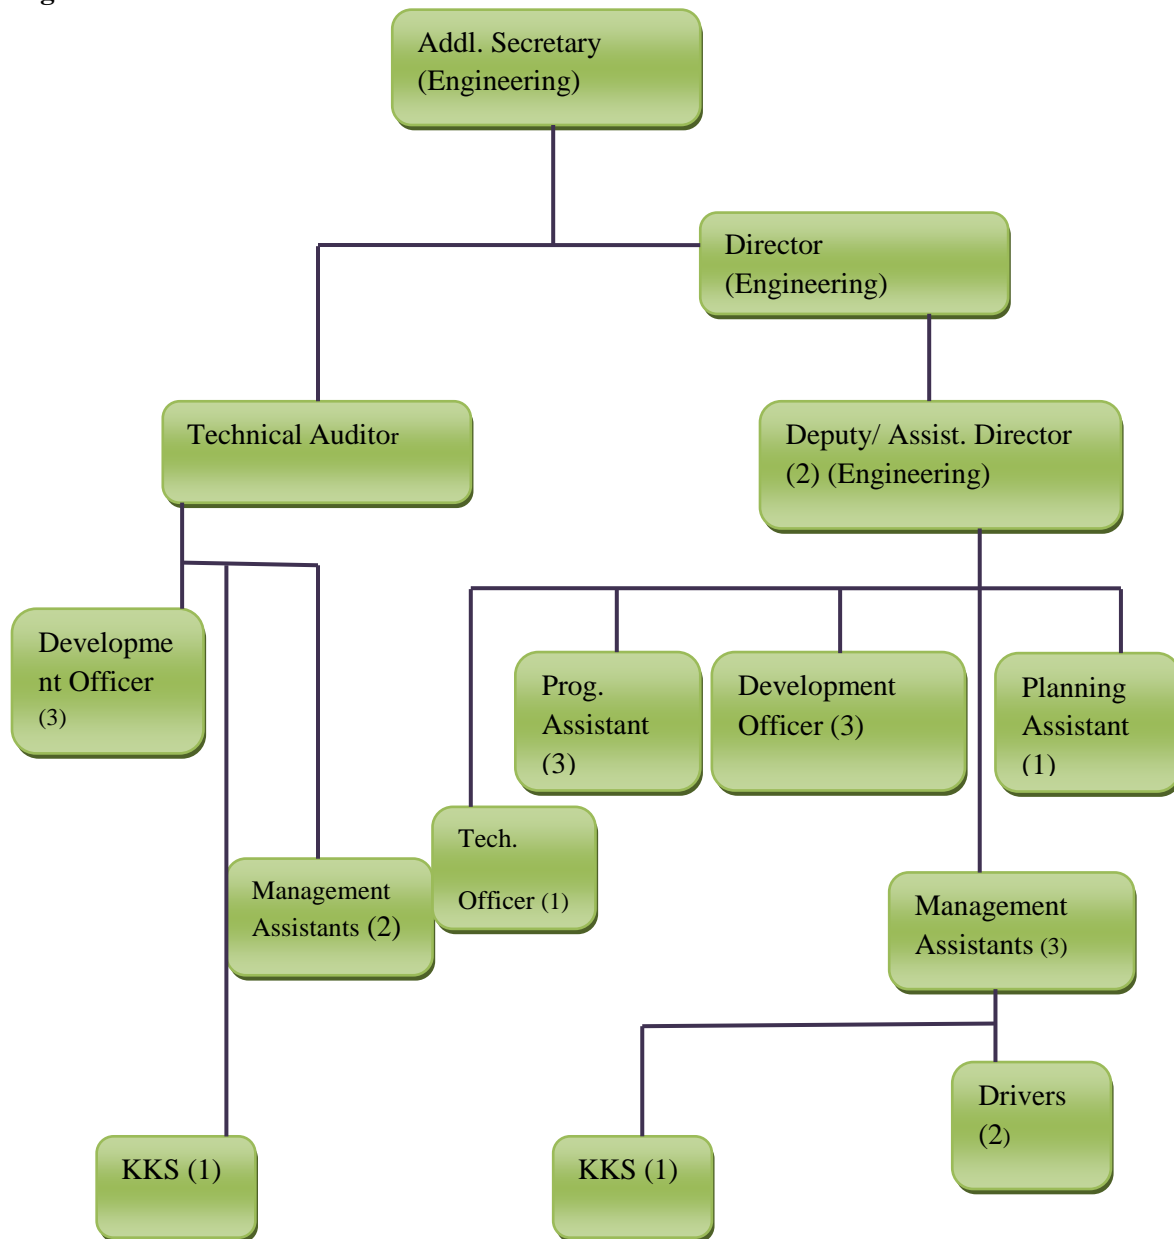 Addl. Secretary
(Engineering)
Director
(Engineering)
Technical Auditor
Deputy/ Assist. Director
(2) (Engineering)
Developme
nt Officer
(3)
Prog.
Assistant
(3)
Development
Officer (3)
Planning
Assistant
(1)
Tech.
Officer (1)
Management
Assistants (2)
Management
Assistants (3)
Drivers
(2)
KKS (1)
KKS (1)